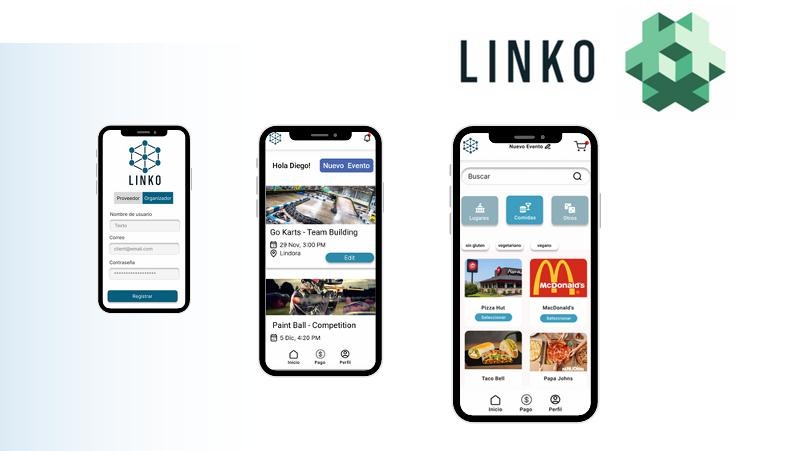 LINKO
LINKO
Proveedor Organizador
Nombre de usuario
Texto
Correo
client@email.com
Contraseña
******************
Registrar
Hola Diego!
Nuevo Evento
Go Karts - Team Building
29 Nov, 3:00 PM
Lindora
Edit
Paint Ball - Competition
5 Dic, 4:20 PM
Inicio Pago Perfil
Nuevo Evento
Buscar
Lugares Comidas Otros
sin gluten vegetariano vegano
McDonald's
Pizza Hut
MacDonald's
Seleccionar
Seleccionar
Taco Bell
Papa Johns
Inicio Pago Perfil